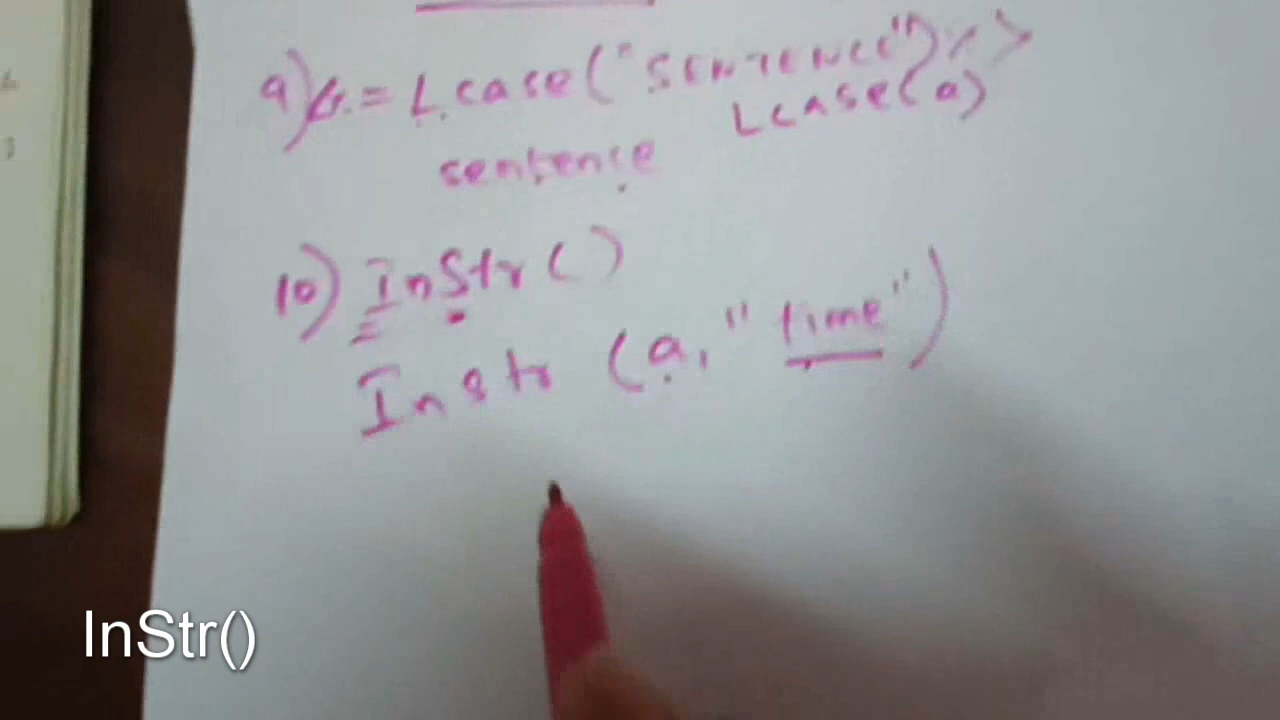 9) G. = Lcase("SENTENCE") %>
Lcase(a)
sentence
10) InStr()
Instr (a, "time")
InStr()